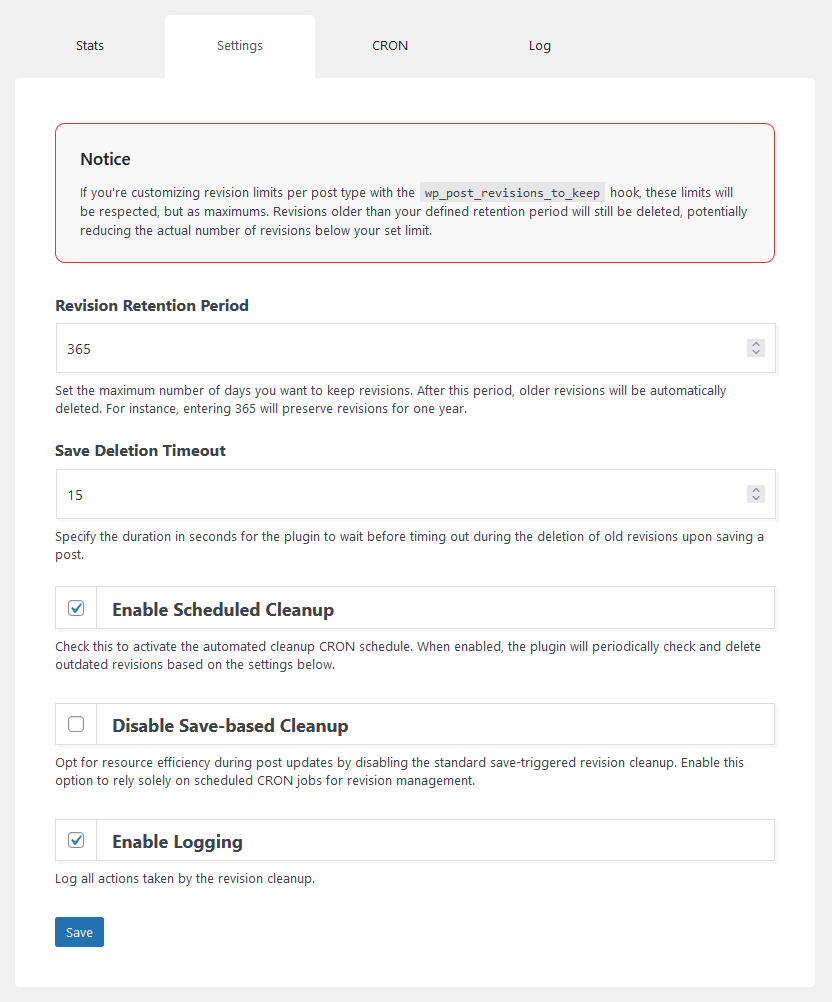 Stats
Settings
CRON
Log
Notice
If you're customizing revision limits per post type with the wp_post_revisions_to_keep hook, these limits will
be respected, but as maximums. Revisions older than your defined retention period will still be deleted, potentially
reducing the actual number of revisions below your set limit.
Revision Retention Period
365
Set the maximum number of days you want to keep revisions. After this period, older revisions will be automatically
deleted. For instance, entering 365 will preserve revisions for one year.
Save Deletion Timeout
15
Specify the duration in seconds for the plugin to wait before timing out during the deletion of old revisions upon saving a
post.
Enable Scheduled Cleanup
Check this to activate the automated cleanup CRON schedule. When enabled, the plugin will periodically check and delete
outdated revisions based on the settings below.
Disable Save-based Cleanup
Opt for resource efficiency during post updates by disabling the standard save-triggered revision cleanup. Enable this
option to rely solely on scheduled CRON jobs for revision management.
Enable Logging
Log all actions taken by the revision cleanup.
Save